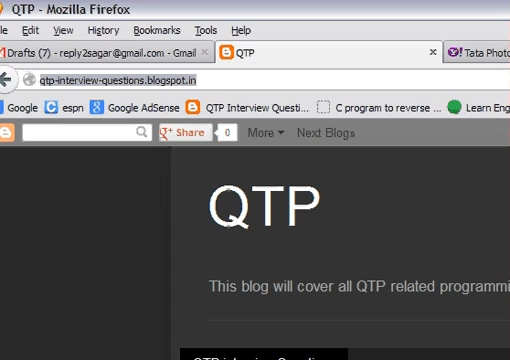 QTP - Mozilla Firefox
Edit View History Bookmarks Tools Help
Drafts (7) - reply2sagar@gmail.com - Gmail × QTP × Y! Tata Photo
qtp-interview-questions.blogspot.in
Google espn Google AdSense QTP Interview Questi... C program to reverse ... Learn Eng
g+ Share 0 More Next Blog»
QTP
This blog will cover all QTP related programmi